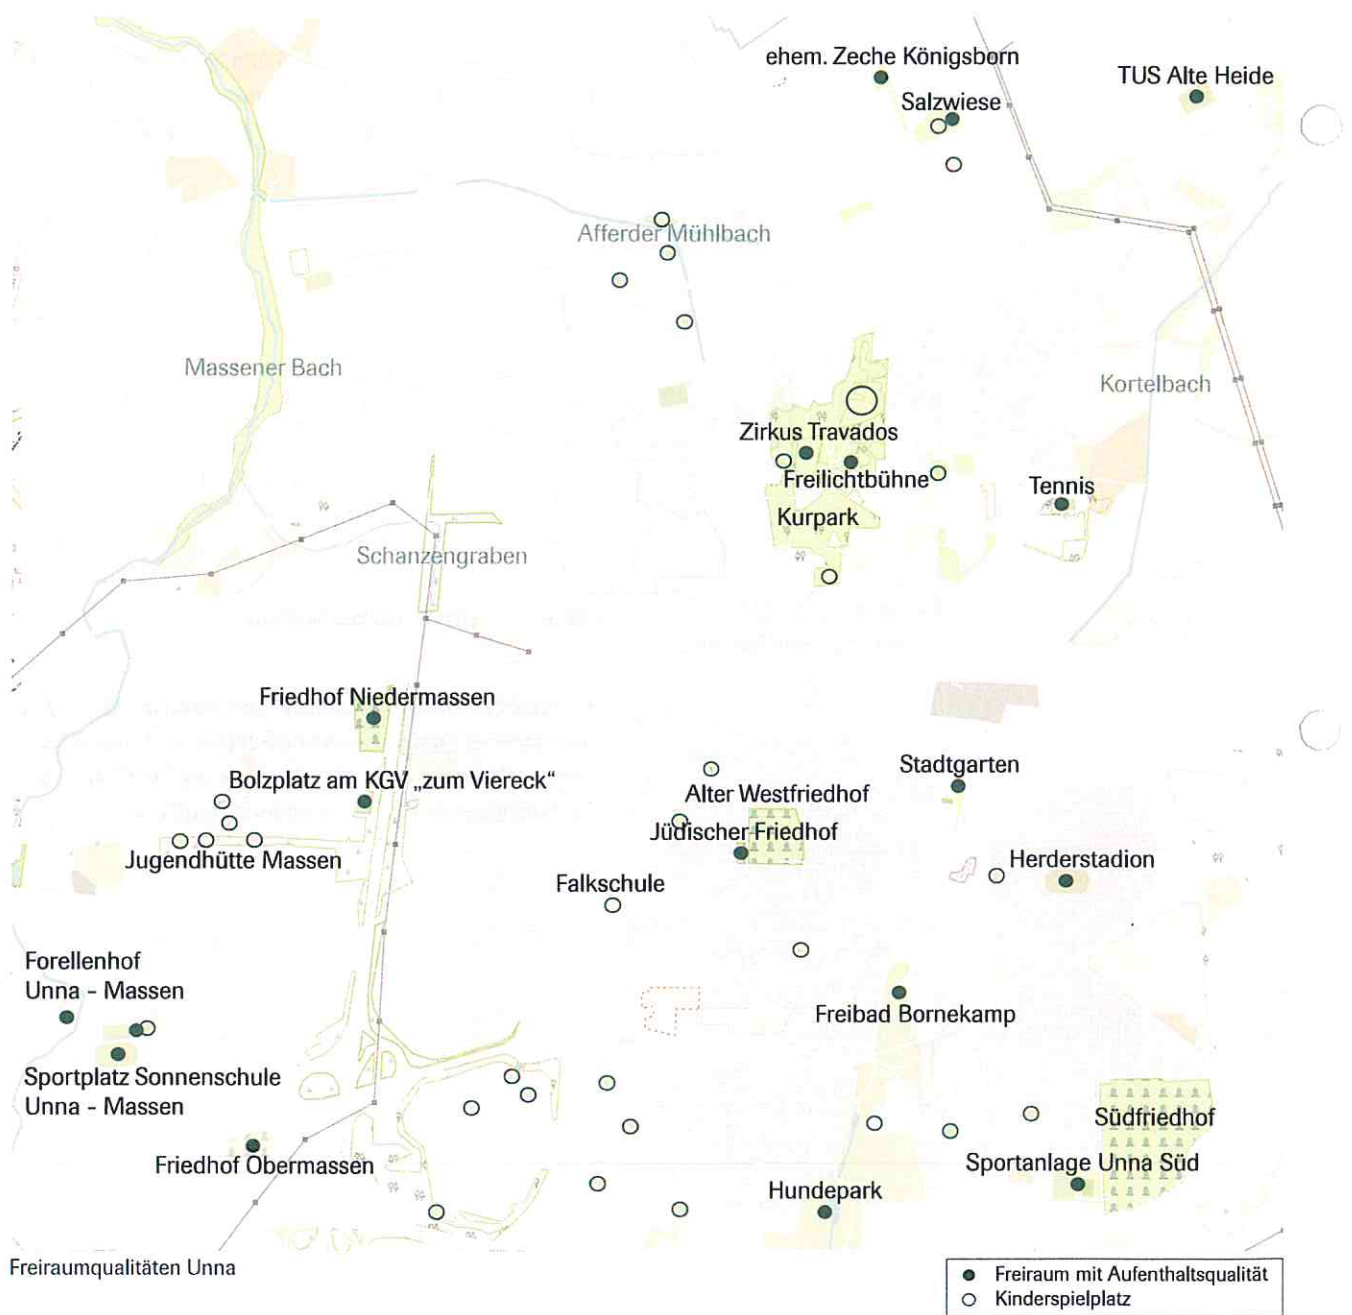 ehem. Zeche Königsborn
TUS Alte Heide
Salzwiese
Afferder Mühlbach
Massener Bach
Kortelbach
Zirkus Travados
Freilichtbühne
Tennis
Kurpark
Schanzengraben
Friedhof Niedermassen
Bolzplatz am KGV „zum Viereck“
Stadtgarten
Alter Westfriedhof
Jüdischer Friedhof
Jugendhütte Massen
Herderstadion
Falkschule
Forellenhof
Unna - Massen
Freibad Bornekamp
Sportplatz Sonnenschule
Unna - Massen
Südfriedhof
Friedhof Obermassen
Sportanlage Unna Süd
Hundepark
Freiraumqualitäten Unna
Freiraum mit Aufenthaltsqualität
Kinderspielplatz